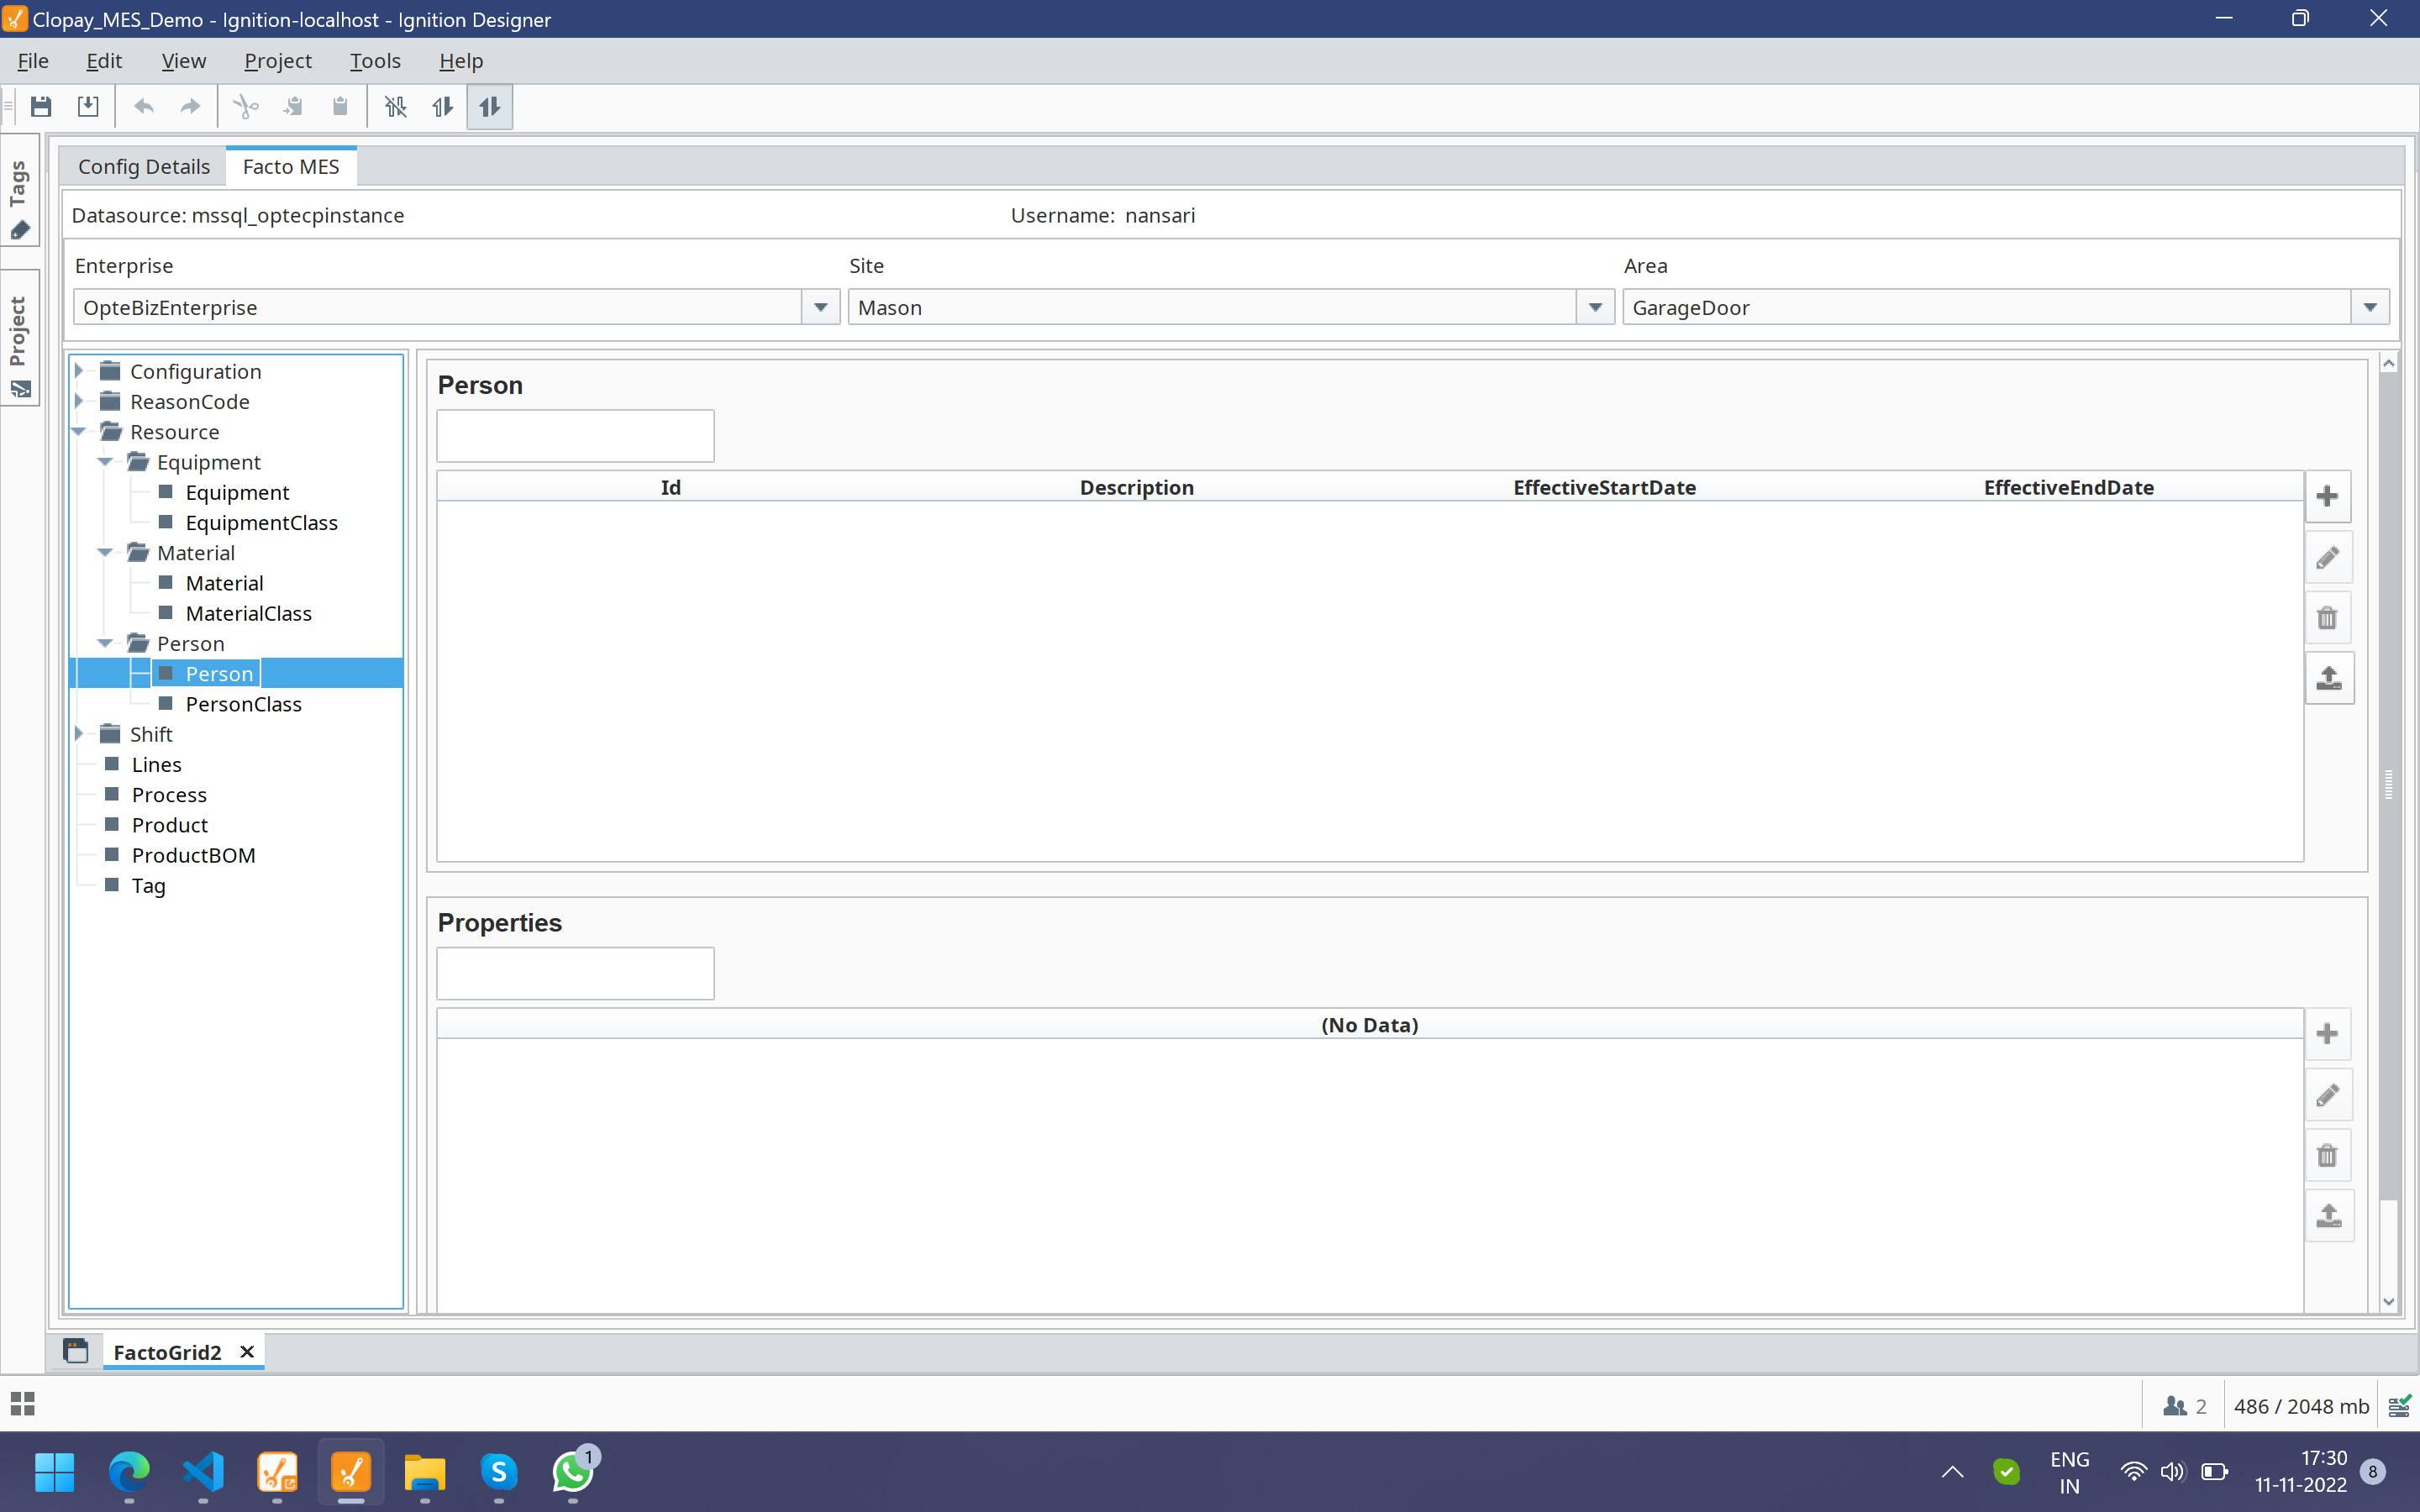 Clopay_MES_Demo - Ignition-localhost - Ignition Designer
File Edit View Project Tools Help
Tags
Project
Config Details Facto MES
Datasource: mssql_optecpinstance Username: nansari
Enterprise Site Area
OpteBizEnterprise Mason GarageDoor
Configuration
ReasonCode
Resource
Equipment
Equipment
EquipmentClass
Material
Material
MaterialClass
Person
Person
PersonClass
Shift
Lines
Process
Product
ProductBOM
Tag
Person
Id Description EffectiveStartDate EffectiveEndDate
Properties
(No Data)
FactoGrid2
2 486 / 2048 mb
S
1
ENG
IN
17:30
11-11-2022
8